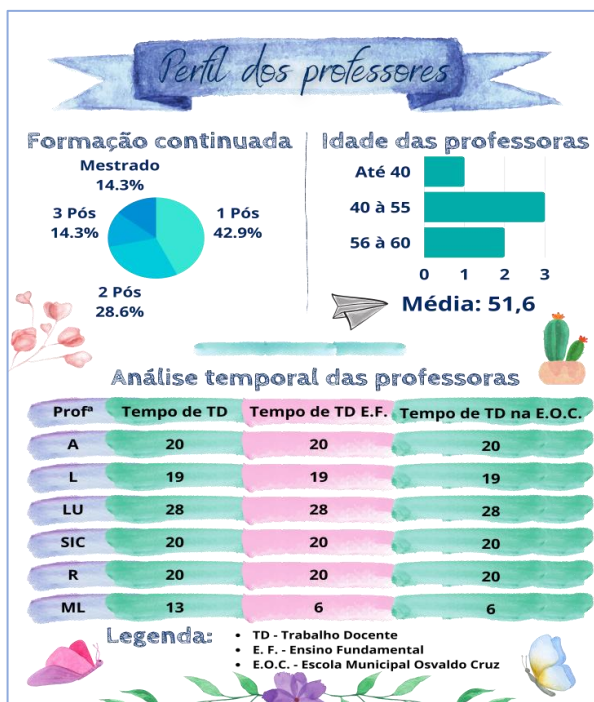 Perfil dos professores
Formação continuada
Mestrado
14.3%
3 Pós
14.3%
1 Pós
42.9%
2 Pós
28.6%
Idade das professoras
Até 40
40 à 55
56 à 60
0 1 2 3
Média: 51,6
Análise temporal das professoras
Profª Tempo de TD Tempo de TD E.F. Tempo de TD na E.O.C.
A 20 20 20
L 19 19 19
LU 28 28 28
SIC 20 20 20
R 20 20 20
ML 13 6 6
Legenda:
• TD - Trabalho Docente
• E. F. - Ensino Fundamental
• E.O.C. - Escola Municipal Osvaldo Cruz